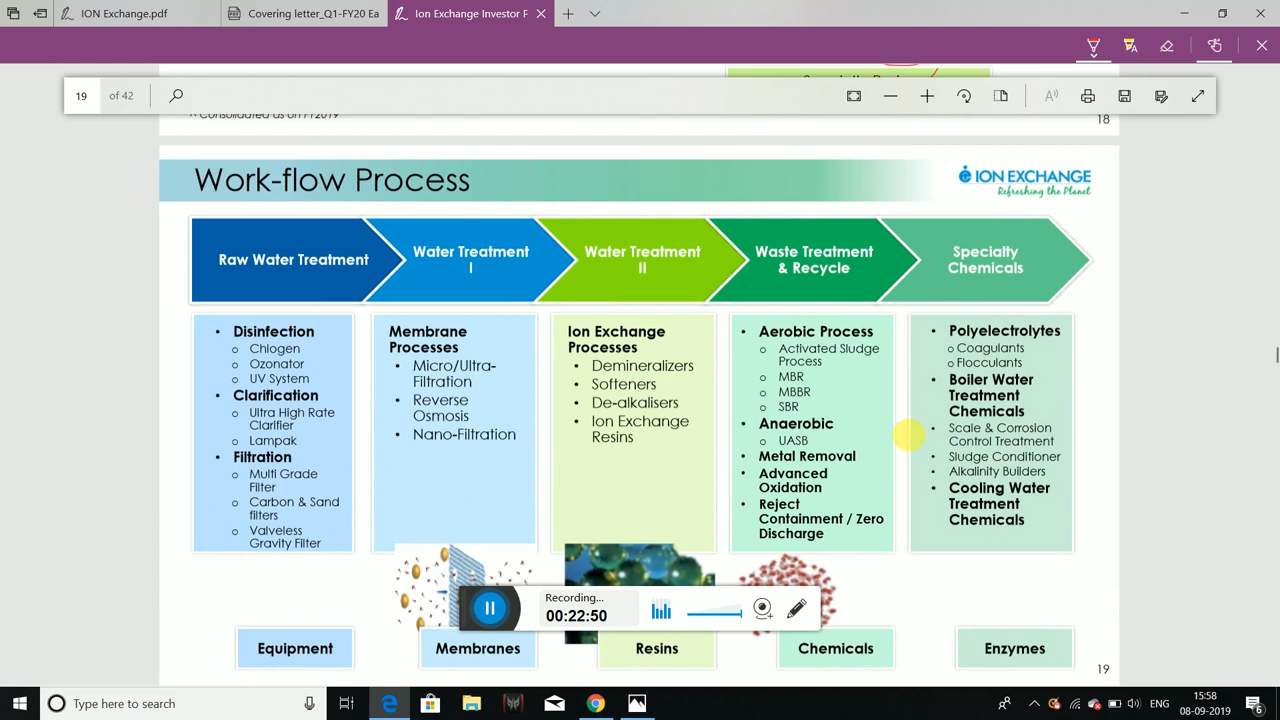 ION Exchange.pdf
Covering letter_Q1-FY20 Ea
Ion Exchange Investor F
19
of 42
^^ Consolidated as on FY2019
18
Work-flow Process
ION EXCHANGE
Refreshing the Planet
Raw Water Treatment
Water Treatment
I
Water Treatment
II
Waste Treatment
& Recycle
Specialty
Chemicals
• Disinfection
o Chlogen
o Ozonator
o UV System
• Clarification
o Ultra High Rate
Clarifier
o Lampak
• Filtration
o Multi Grade
Filter
o Carbon & Sand
filters
o Valveless
Gravity Filter
Membrane
Processes
• Micro/Ultra-
Filtration
• Reverse
Osmosis
• Nano-Filtration
Ion Exchange
Processes
• Demineralizers
• Softeners
• De-alkalisers
• Ion Exchange
Resins
• Aerobic Process
o Activated Sludge
Process
o MBR
o MBBR
o SBR
• Anaerobic
o UASB
• Metal Removal
• Advanced
Oxidation
• Reject
Containment / Zero
Discharge
• Polyelectrolytes
o Coagulants
o Flocculants
• Boiler Water
Treatment
Chemicals
• Scale & Corrosion
Control Treatment
• Sludge Conditioner
• Alkalinity Builders
• Cooling Water
Treatment
Chemicals
Recording...
00:22:50
Equipment
Membranes
Resins
Chemicals
Enzymes
19
Type here to search
ENG
15:58
08-09-2019
6